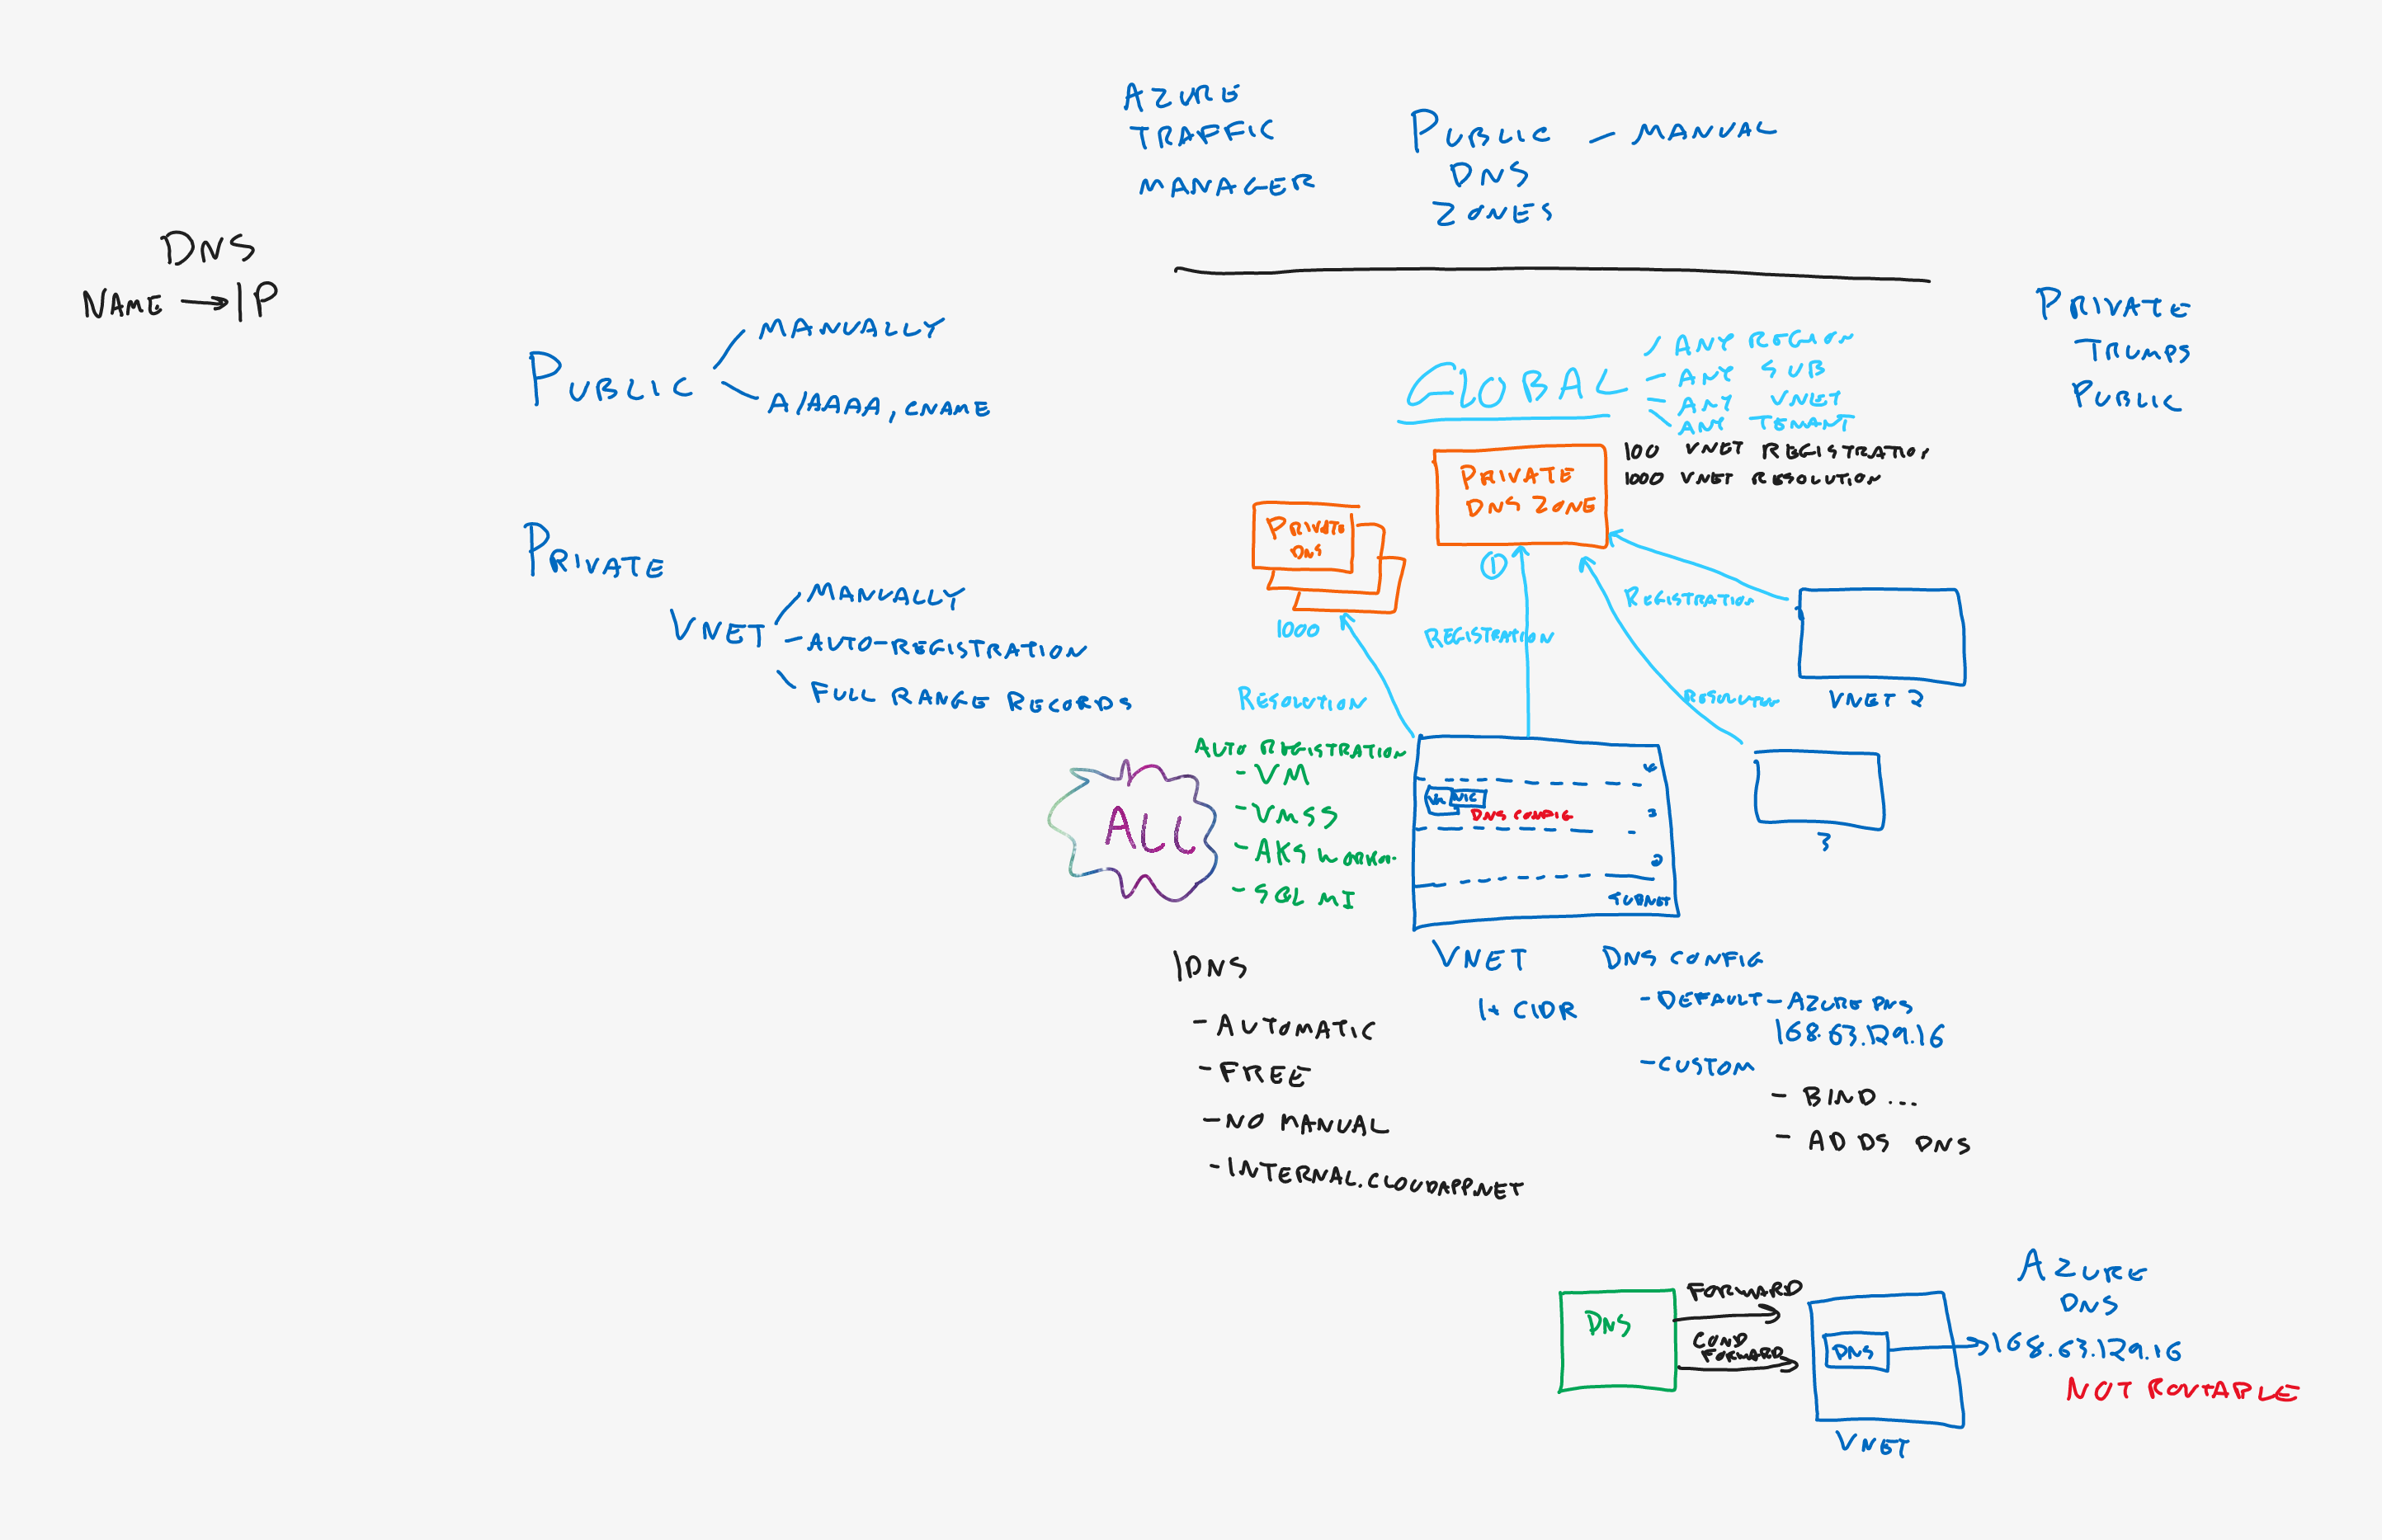 DNS
NAME → IP
PUBLIC
MANUALLY
A/AAAA, CNAME
PRIVATE
VNET
MANUALLY
- AUTO-REGISTRATION
FULL RANGE RECORDS
AZURE
TRAFFIC
MANAGER
PUBLIC - MANUAL
DNS
ZONES
PRIVATE
TRUMPS
PUBLIC
GLOBAL
ANY REGION
- ANY SUB
- ANY VNET
ANY TENANT
100 VNET REGISTRATION
1000 VNET RESOLUTION
PRIVATE
DNS ZONE
PRIVATE
DNS
1000
1
REGISTRATION
REGISTRATION
RESOLUTION
RESOLUTION
VNET 2
3
AUTO REGISTRATION
- VM
- VMSS
- AKS
- SQL MI
ALL
VM NIC
DNS CONFIG
3
2
SUBNET
VNET
1+ CIDR
DNS CONFIG
- DEFAULT - AZURE DNS
168.63.129.16
- CUSTOM
- BIND ...
- ADDS DNS
IDNS
- AUTOMATIC
- FREE
- NO MANUAL
- INTERNAL.CLOUDAPP.NET
DNS
FORWARD
COND
FORWARD
DNS
VNET
AZURE
DNS
168.63.129.16
NOT ROUTABLE